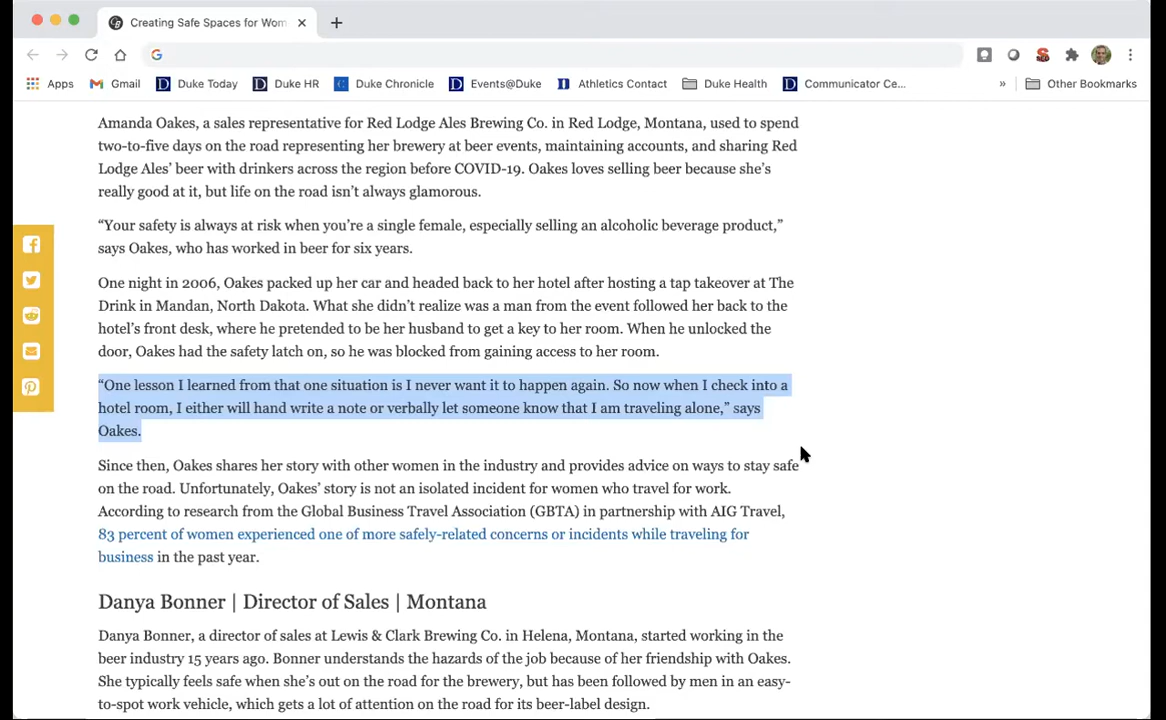 Creating Safe Spaces for Wom
Apps
Gmail
Duke Today
Duke HR
Duke Chronicle
Events@Duke
Athletics Contact
Duke Health
Communicator Ce...
»
Other Bookmarks
Amanda Oakes, a sales representative for Red Lodge Ales Brewing Co. in Red Lodge, Montana, used to spend
two-to-five days on the road representing her brewery at beer events, maintaining accounts, and sharing Red
Lodge Ales’ beer with drinkers across the region before COVID-19. Oakes loves selling beer because she’s
really good at it, but life on the road isn’t always glamorous.
“Your safety is always at risk when you’re a single female, especially selling an alcoholic beverage product,”
says Oakes, who has worked in beer for six years.
One night in 2006, Oakes packed up her car and headed back to her hotel after hosting a tap takeover at The
Drink in Mandan, North Dakota. What she didn’t realize was a man from the event followed her back to the
hotel’s front desk, where he pretended to be her husband to get a key to her room. When he unlocked the
door, Oakes had the safety latch on, so he was blocked from gaining access to her room.
“One lesson I learned from that one situation is I never want it to happen again. So now when I check into a
hotel room, I either will hand write a note or verbally let someone know that I am traveling alone,” says
Oakes.
Since then, Oakes shares her story with other women in the industry and provides advice on ways to stay safe
on the road. Unfortunately, Oakes’ story is not an isolated incident for women who travel for work.
According to research from the Global Business Travel Association (GBTA) in partnership with AIG Travel,
83 percent of women experienced one of more safely-related concerns or incidents while traveling for
business in the past year.
Danya Bonner | Director of Sales | Montana
Danya Bonner, a director of sales at Lewis & Clark Brewing Co. in Helena, Montana, started working in the
beer industry 15 years ago. Bonner understands the hazards of the job because of her friendship with Oakes.
She typically feels safe when she’s out on the road for the brewery, but has been followed by men in an easy-
to-spot work vehicle, which gets a lot of attention on the road for its beer-label design.